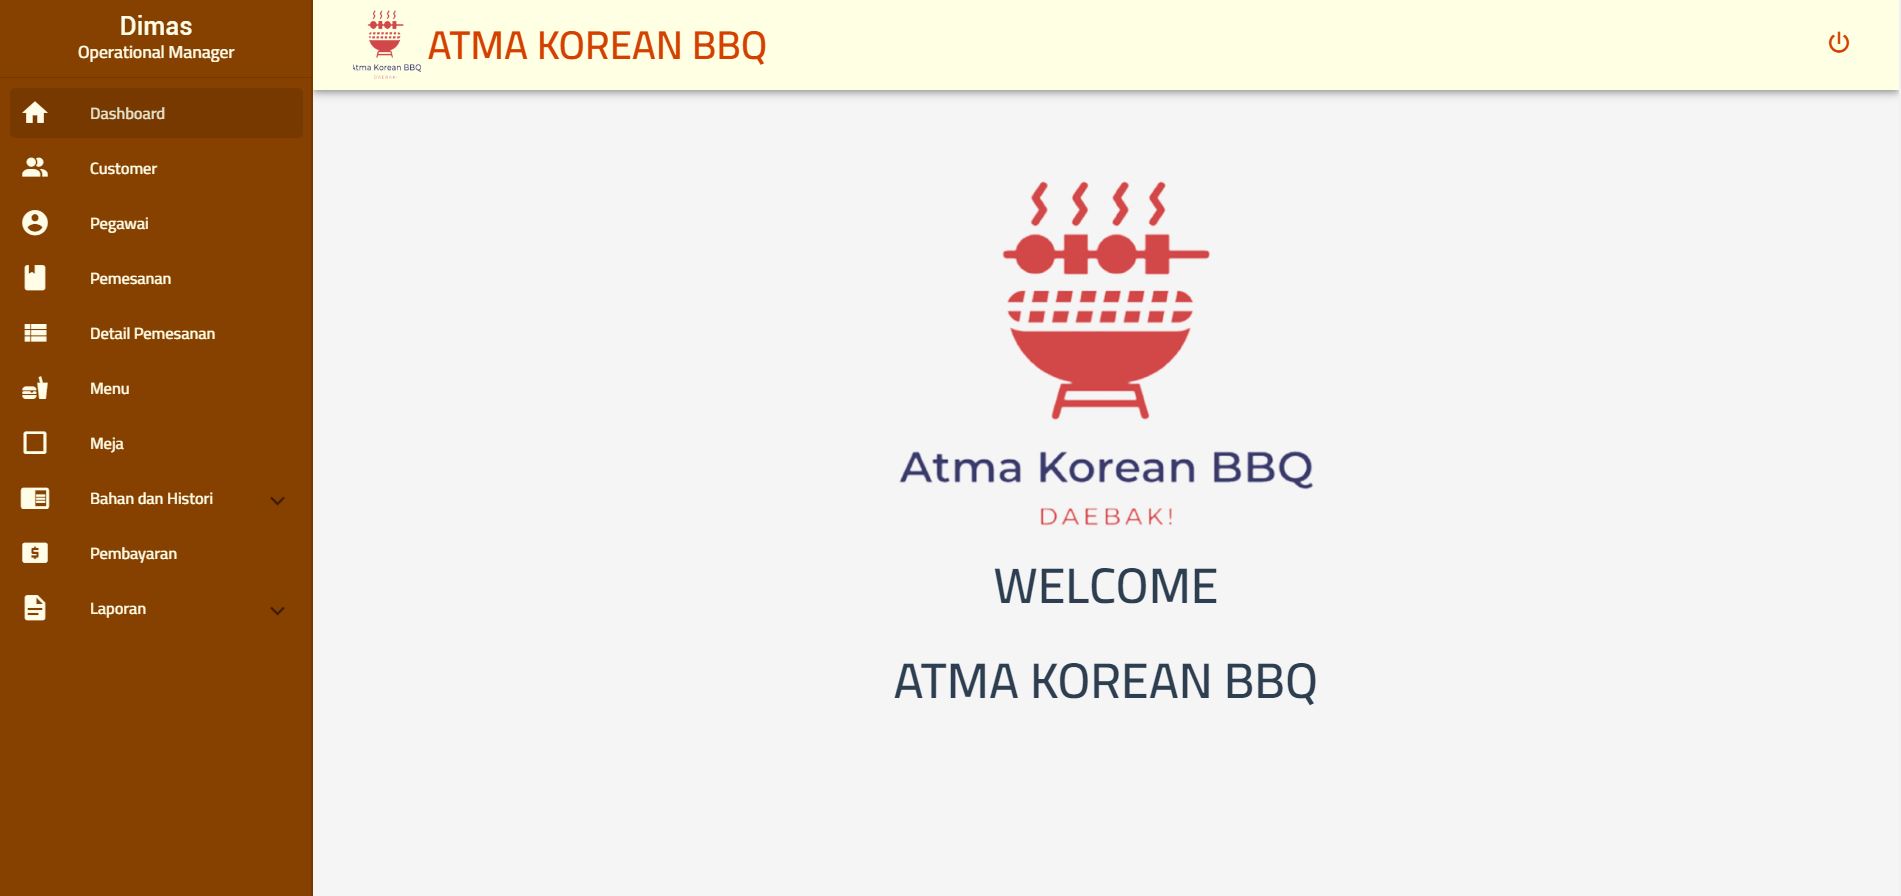 Dimas
Operational Manager
Dashboard
Customer
Pegawai
Pemesanan
Detail Pemesanan
Menu
Meja
Bahan dan Histori
Pembayaran
Laporan
Atma Korean BBQ
DAEBAK!
ATMA KOREAN BBQ
Atma Korean BBQ
DAEBAK!
WELCOME
ATMA KOREAN BBQ